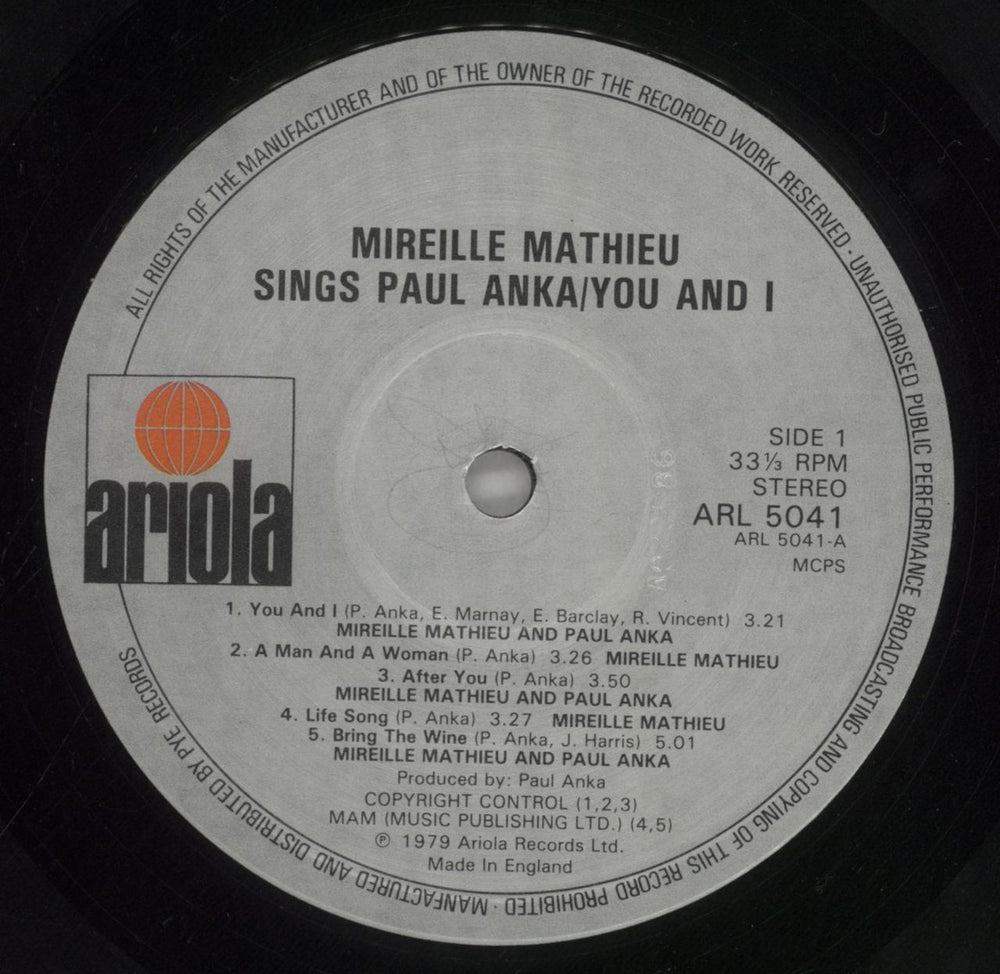 ALL RIGHTS OF THE MANUFACTURER AND OF THE OWNER OF THE RECORDED WORK RESERVED · UNAUTHORISED PUBLIC PERFORMANCE BROADCASTING AND COPYING OF THIS RECORD PROHIBITED · MANUFACTURED AND DISTRIBUTED BY PYE RECORDS
MIREILLE MATHIEU
SINGS PAUL ANKA/YOU AND I
ariola
SIDE 1
33⅓ RPM
STEREO
ARL 5041
ARL 5041-A
MCPS
1. You And I (P. Anka, E. Marnay, E. Barclay, R. Vincent) 3.21
MIREILLE MATHIEU AND PAUL ANKA
2. A Man And A Woman (P. Anka) 3.26 MIREILLE MATHIEU
3. After You (P. Anka) 3.50
MIREILLE MATHIEU AND PAUL ANKA
4. Life Song (P. Anka) 3.27 MIREILLE MATHIEU
5. Bring The Wine (P. Anka, J. Harris) 5.01
MIREILLE MATHIEU AND PAUL ANKA
Produced by: Paul Anka
COPYRIGHT CONTROL (1,2,3)
MAM (MUSIC PUBLISHING LTD.) (4,5)
℗ 1979 Ariola Records Ltd.
Made In England